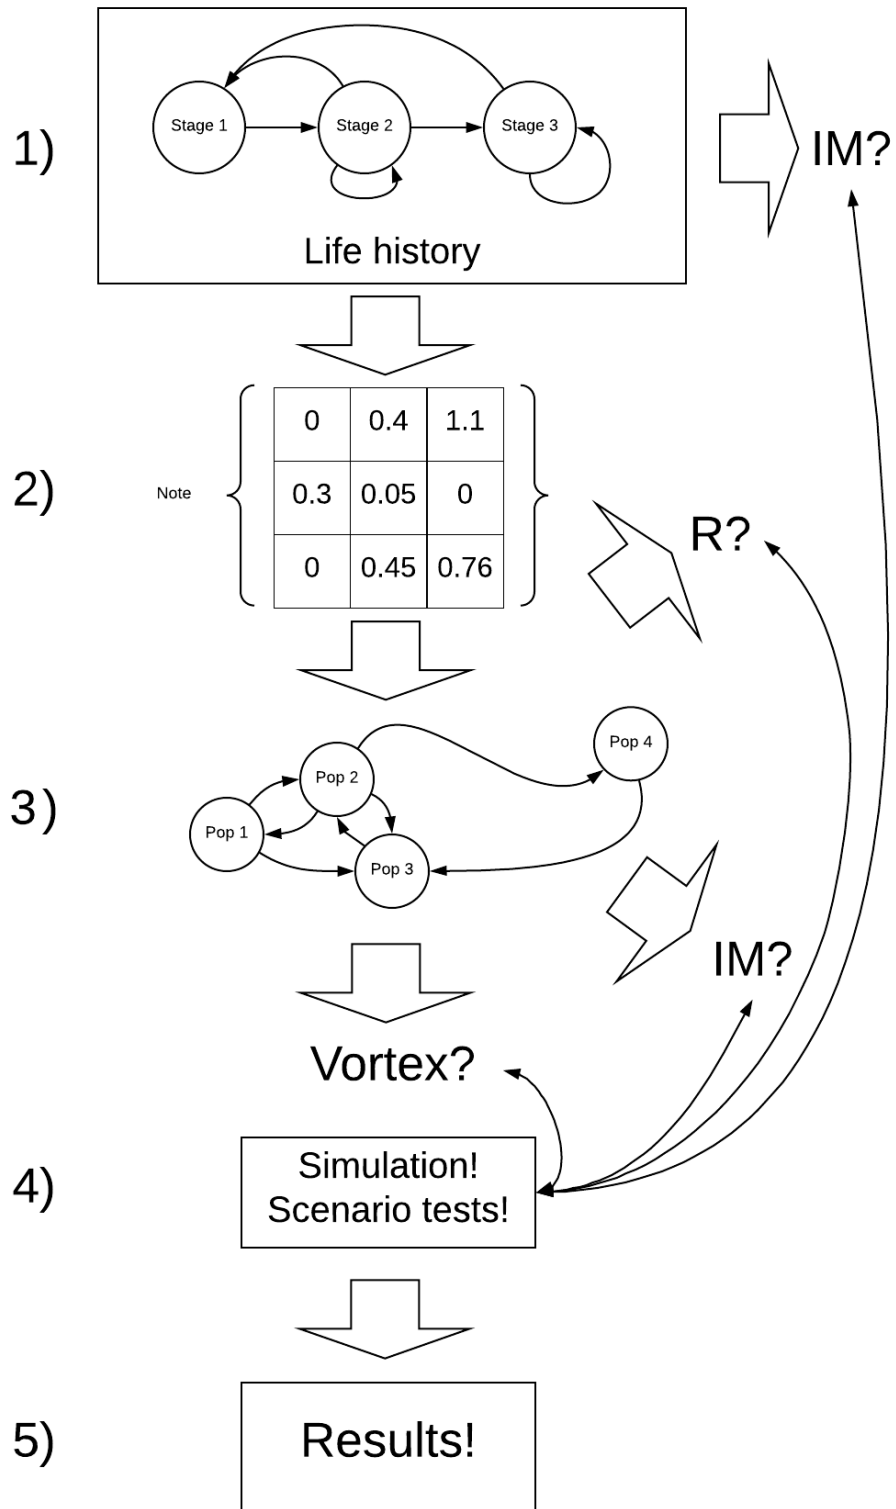 1)
Stage 1
Stage 2
Stage 3
Life history
IM?
2)
Note
0 0.4 1.1
0.3 0.05 0
0 0.45 0.76
R?
3)
Pop 1
Pop 2
Pop 3
Pop 4
IM?
Vortex?
4)
Simulation!
Scenario tests!
5)
Results!